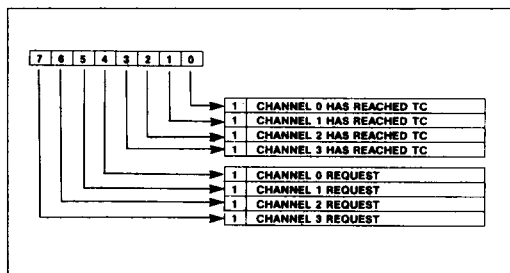 7 6 5 4 3 2 1 0
1 CHANNEL 0 HAS REACHED TC
1 CHANNEL 1 HAS REACHED TC
1 CHANNEL 2 HAS REACHED TC
1 CHANNEL 3 HAS REACHED TC
1 CHANNEL 0 REQUEST
1 CHANNEL 1 REQUEST
1 CHANNEL 2 REQUEST
1 CHANNEL 3 REQUEST